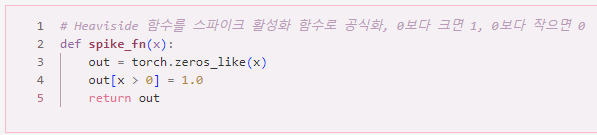 1 # Heaviside 함수를 스파이크 활성화 함수로 공식화, 0보다 크면 1, 0보다 작으면 0
2 def spike_fn(x):
3     out = torch.zeros_like(x)
4     out[x > 0] = 1.0
5     return out